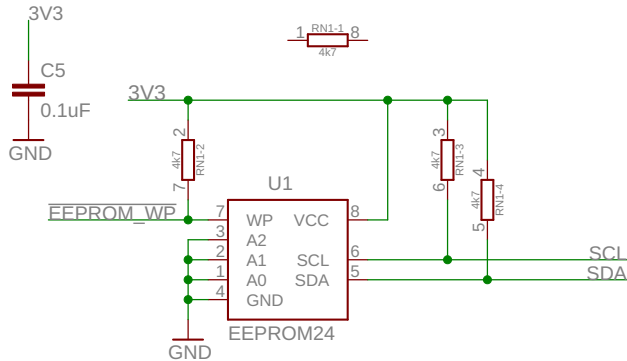 3V3
1 RN1-1 8
4k7
C5
0.1uF
GND
3V3
2
4k7
RN1-2
7
3
4k7
RN1-3
6
4
4k7
RN1-4
5
U1
EEPROM_WP
7 WP VCC 8
3 A2
2 A1 SCL 6
SCL
1 A0 SDA 5
SDA
4 GND
EEPROM24
GND